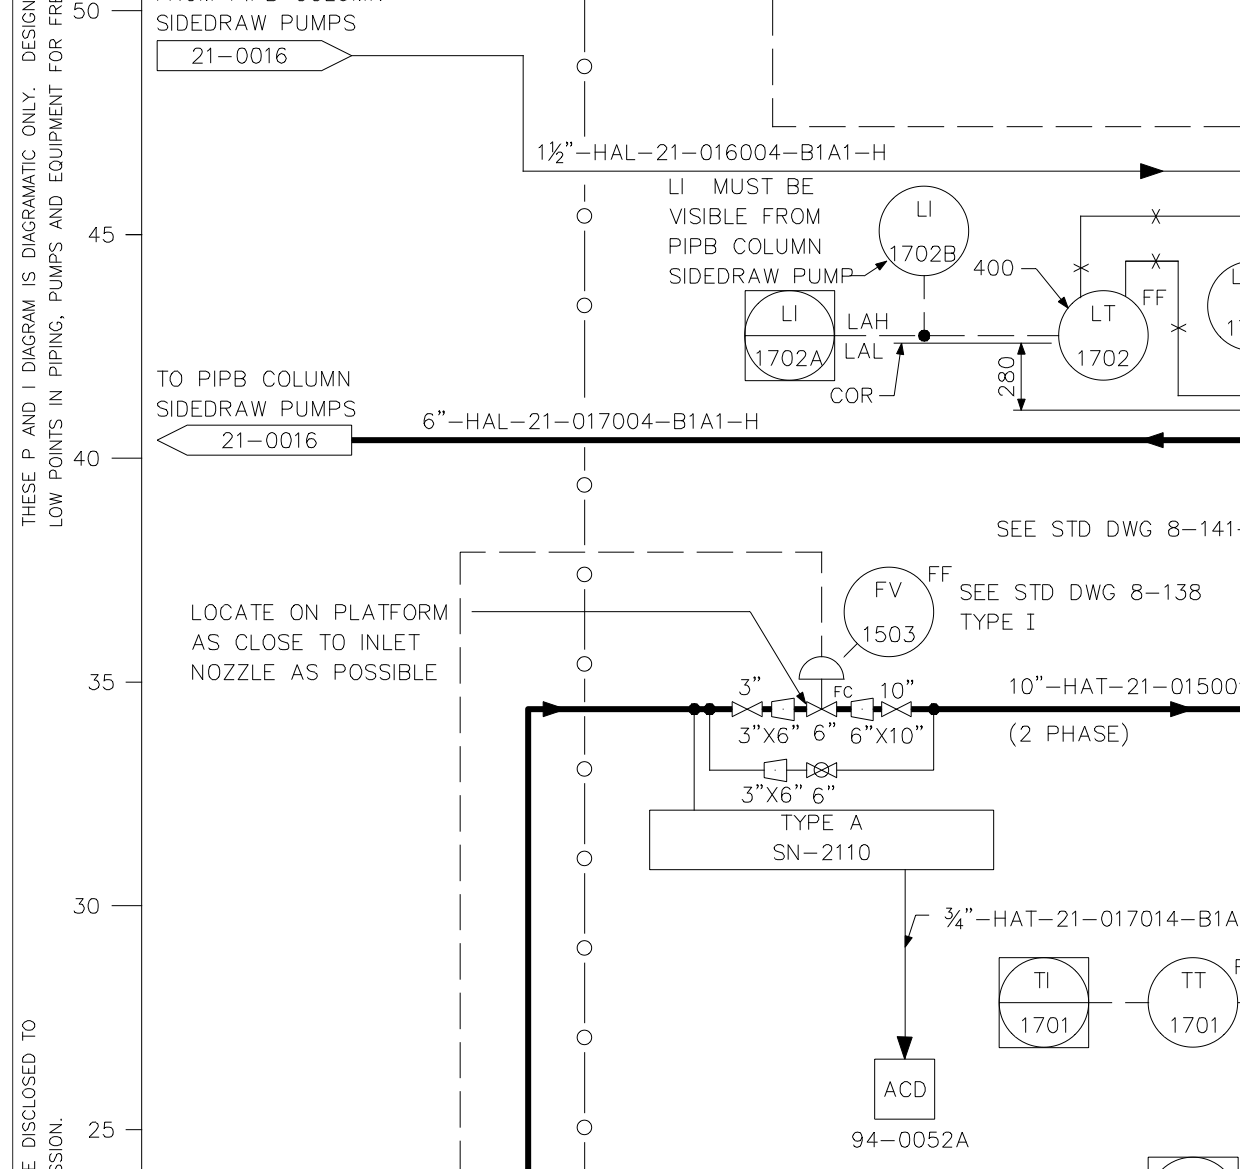 50
SIDEDRAW PUMPS
21-0016
THESE P AND I DIAGRAM IS DIAGRAMATIC ONLY. DESIGN
LOW POINTS IN PIPING, PUMPS AND EQUIPMENT FOR FRE
1½"-HAL-21-016004-B1A1-H
LI MUST BE
VISIBLE FROM
PIPB COLUMN
SIDEDRAW PUMP
LI
1702B
45
400
LT
1702
FF
LI
1702A
LAH
LAL
COR
280
TO PIPB COLUMN
SIDEDRAW PUMPS
21-0016
6"-HAL-21-017004-B1A1-H
40
SEE STD DWG 8-141-
LOCATE ON PLATFORM
AS CLOSE TO INLET
NOZZLE AS POSSIBLE
FV
1503
FF
SEE STD DWG 8-138
TYPE I
35
3"
FC
10"
3"X6"
6"
6"X10"
10"-HAT-21-01500
(2 PHASE)
3"X6"
6"
TYPE A
SN-2110
30
¾"-HAT-21-017014-B1A
TI
1701
TT
1701
ACD
94-0052A
25
E DISCLOSED TO
SSION.